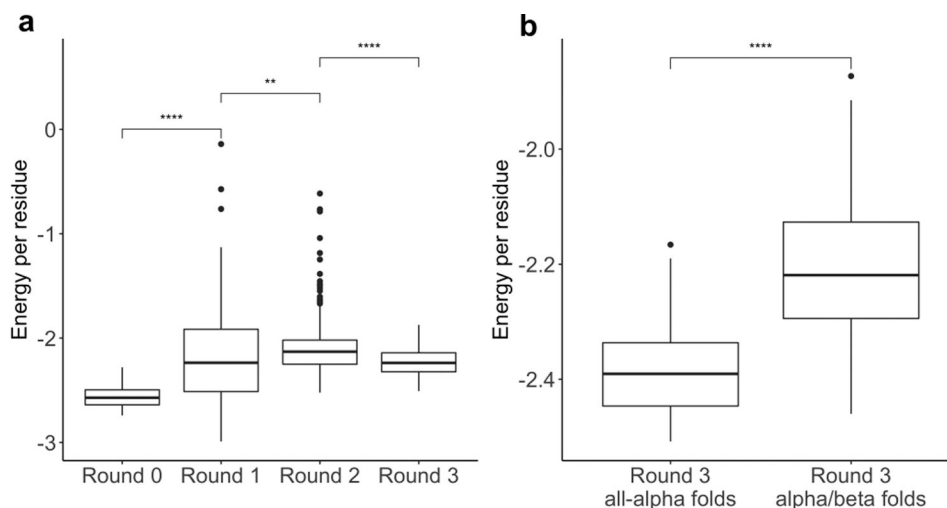 a
****
**
****
Energy per residue
0
-1
-2
-3
Round 0 Round 1 Round 2 Round 3
b
****
Energy per residue
-2.0
-2.2
-2.4
Round 3
all-alpha folds
Round 3
alpha/beta folds